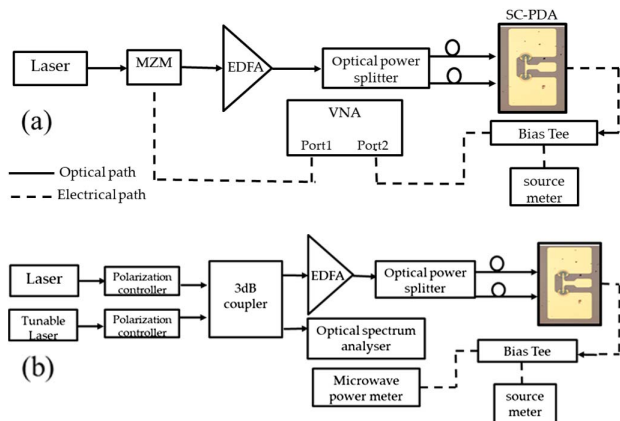 SC-PDA
Laser
MZM
EDFA
Optical power
splitter
(a)
VNA
Port1 Port2
Bias Tee
source
meter
Optical path
Electrical path
Laser
Polarization
controller
3dB
coupler
EDFA
Optical power
splitter
Tunable
Laser
Polarization
controller
Optical spectrum
analyser
(b)
Microwave
power meter
Bias Tee
source
meter